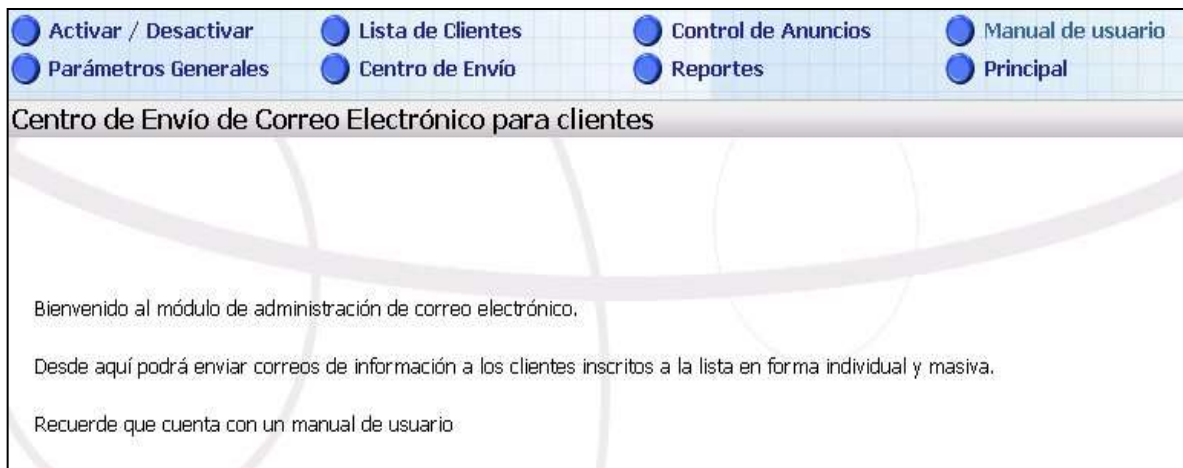 Activar / Desactivar Lista de Clientes Control de Anuncios Manual de usuario
Parámetros Generales Centro de Envío Reportes Principal
Centro de Envío de Correo Electrónico para clientes
Bienvenido al módulo de administración de correo electrónico.
Desde aquí podrá enviar correos de información a los clientes inscritos a la lista en forma individual y masiva.
Recuerde que cuenta con un manual de usuario